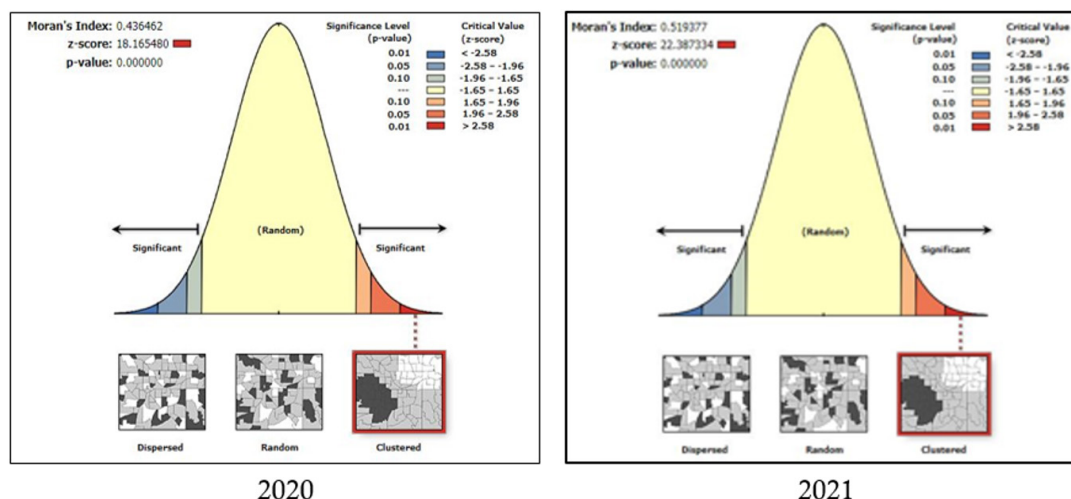 Moran's Index: 0.436462
z-score: 18.165480
p-value: 0.000000
Significance Level
(p-value)
Critical Value
(z-score)
0.01 < -2.58
0.05 -2.58 – -1.96
0.10 -1.96 – -1.65
--- -1.65 – 1.65
0.10 1.65 – 1.96
0.05 1.96 – 2.58
0.01 > 2.58
(Random)
Significant
Significant
Dispersed
Random
Clustered
2020
Moran's Index: 0.519377
z-score: 22.387334
p-value: 0.000000
Significance Level
(p-value)
Critical Value
(z-score)
0.01 < -2.58
0.05 -2.58 – -1.96
0.10 -1.96 – -1.65
--- -1.65 – 1.65
0.10 1.65 – 1.96
0.05 1.96 – 2.58
0.01 > 2.58
(Random)
Significant
Significant
Dispersed
Random
Clustered
2021